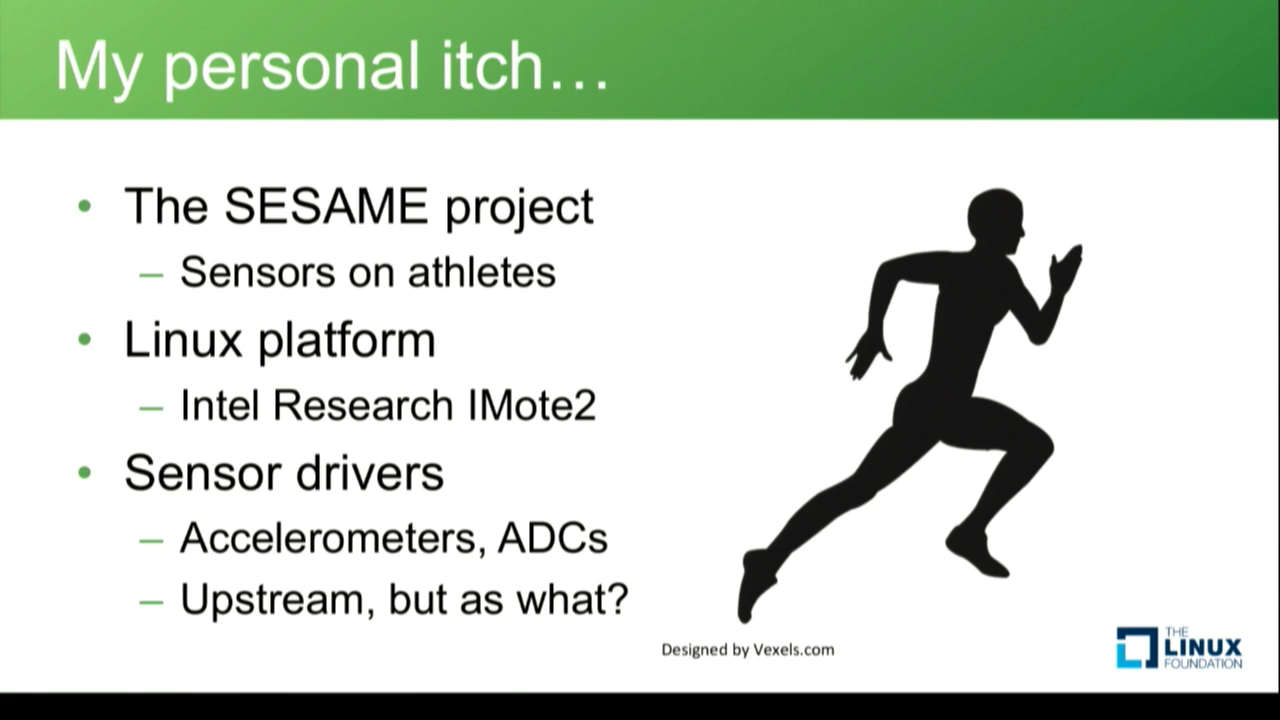 My personal itch…
• The SESAME project
– Sensors on athletes
• Linux platform
– Intel Research IMote2
• Sensor drivers
– Accelerometers, ADCs
– Upstream, but as what?
Designed by Vexels.com
THE
LINUX
FOUNDATION